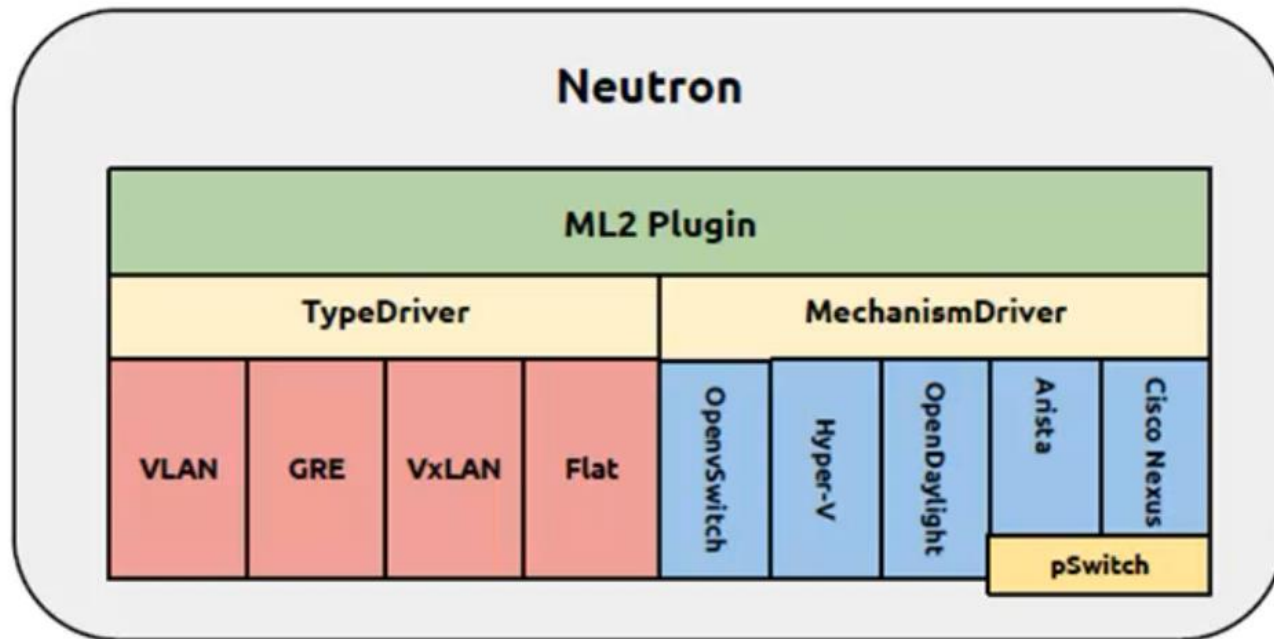 Neutron
ML2 Plugin
TypeDriver
MechanismDriver
VLAN
GRE
VxLAN
Flat
OpenvSwitch
Hyper-V
OpenDaylight
Arista
Cisco Nexus
pSwitch